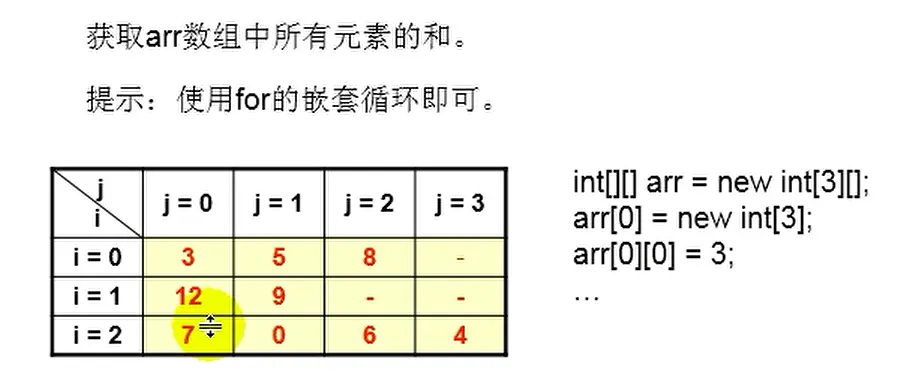 获取arr数组中所有元素的和。
提示：使用for的嵌套循环即可。
j
i
j = 0 j = 1 j = 2 j = 3
i = 0 3 5 8 -
i = 1 12 9 - -
i = 2 7 0 6 4
int[][] arr = new int[3][];
arr[0] = new int[3];
arr[0][0] = 3;
…